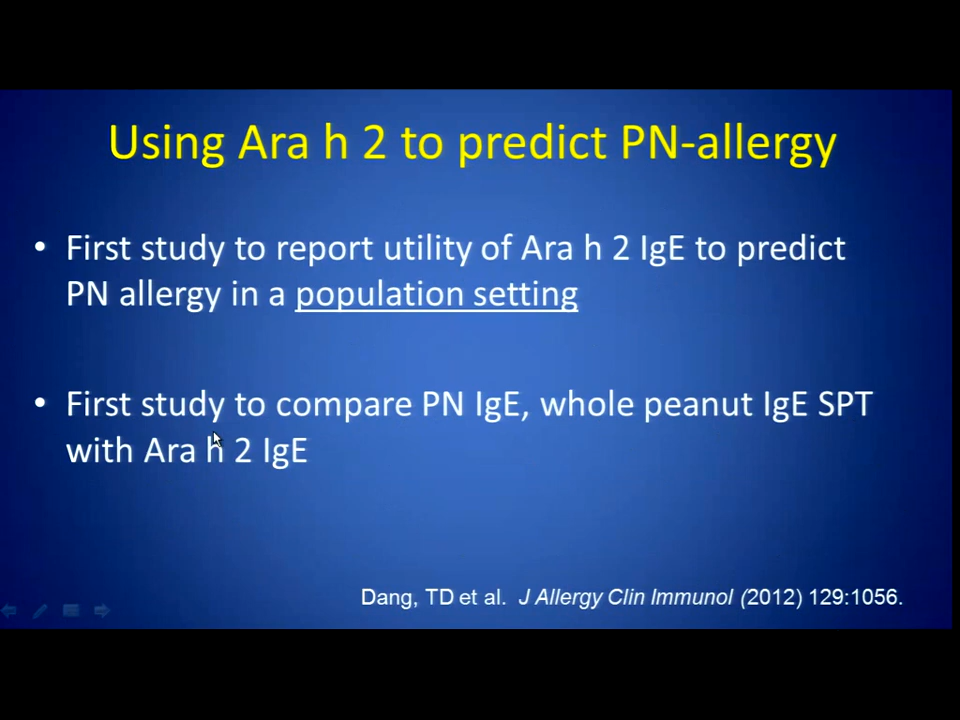 Using Ara h 2 to predict PN-allergy
• First study to report utility of Ara h 2 IgE to predict
PN allergy in a population setting
• First study to compare PN IgE, whole peanut IgE SPT
with Ara h 2 IgE
Dang, TD et al. J Allergy Clin Immunol (2012) 129:1056.